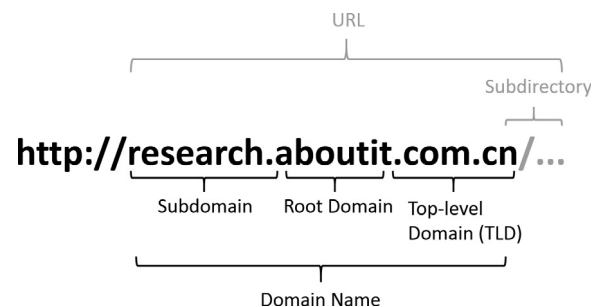 URL
Subdirectory
http://research.aboutit.com.cn/...
Subdomain
Root Domain
Top-level
Domain (TLD)
Domain Name